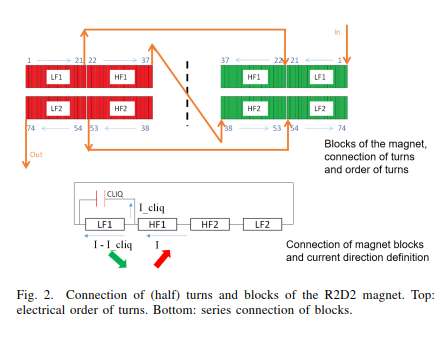 In
1 21 22 37 37 22 21 1
LF1 HF1 HF1 LF1
LF2 HF2 HF2 LF2
74 54 53 38 38 53 54 74
Out
Blocks of the magnet,
connection of turns
and order of turns
CLIQ
I_cliq
LF1 HF1 HF2 LF2
I - I_cliq I
Connection of magnet blocks
and current direction definition
Fig. 2. Connection of (half) turns and blocks of the R2D2 magnet. Top:
electrical order of turns. Bottom: series connection of blocks.